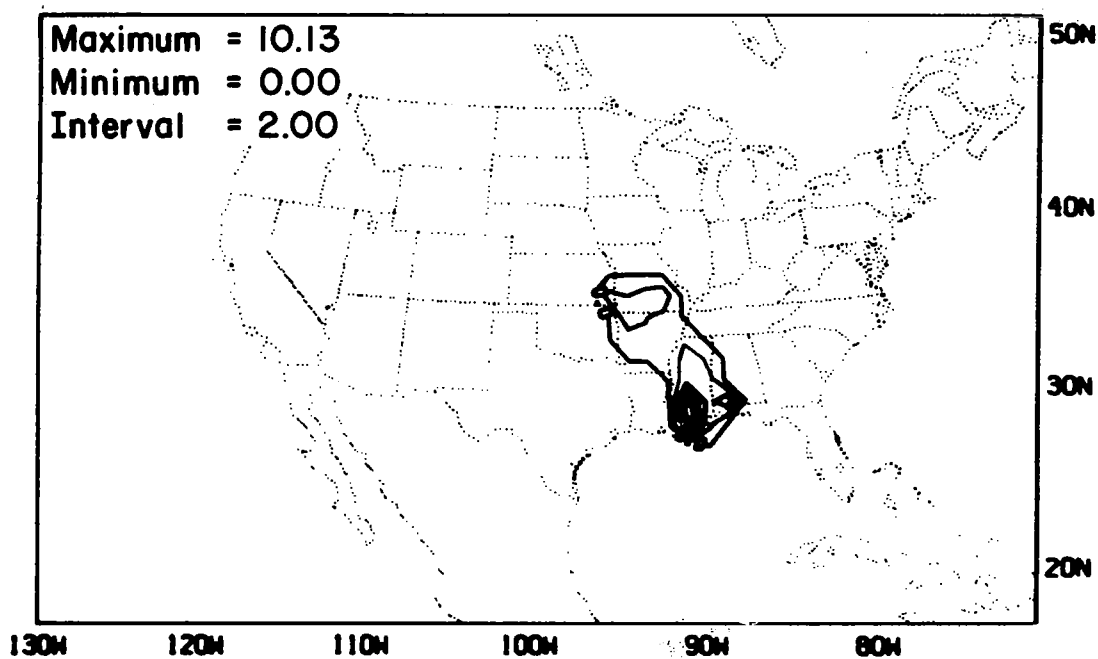 Maximum = 10.13
Minimum = 0.00
Interval = 2.00
50N
40N
30N
20N
130W 120W 110W 100W 90W 80W